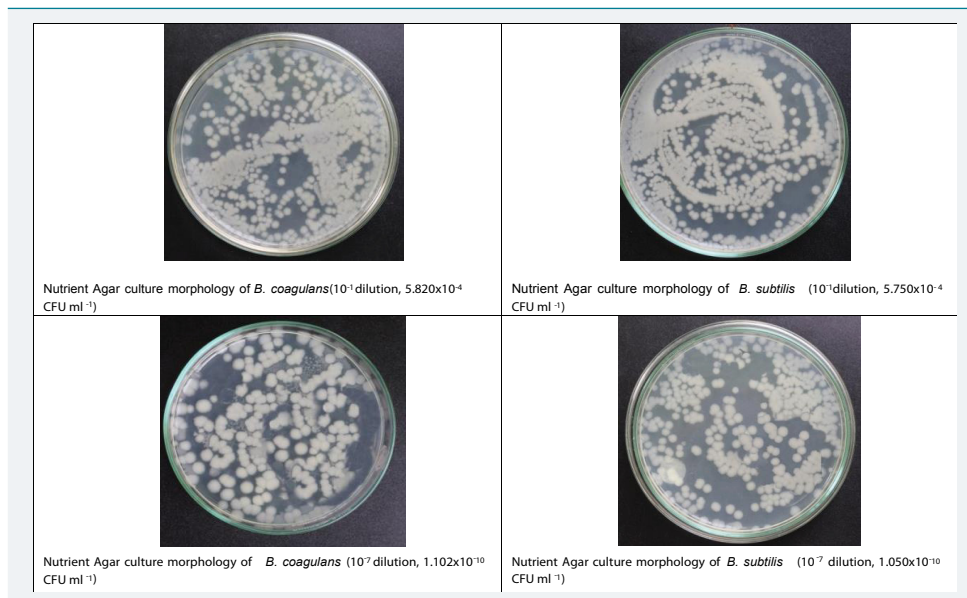 Nutrient Agar culture morphology of B. coagulans(10⁻¹ dilution, 5.820x10⁻⁴
CFU ml ⁻¹)
Nutrient Agar culture morphology of B. subtilis (10⁻¹dilution, 5.750x10⁻⁴
CFU ml ⁻¹)
Nutrient Agar culture morphology of B. coagulans (10⁻⁷ dilution, 1.102x10⁻¹⁰
CFU ml ⁻¹)
Nutrient Agar culture morphology of B. subtilis (10⁻⁷ dilution, 1.050x10⁻¹⁰
CFU ml ⁻¹)